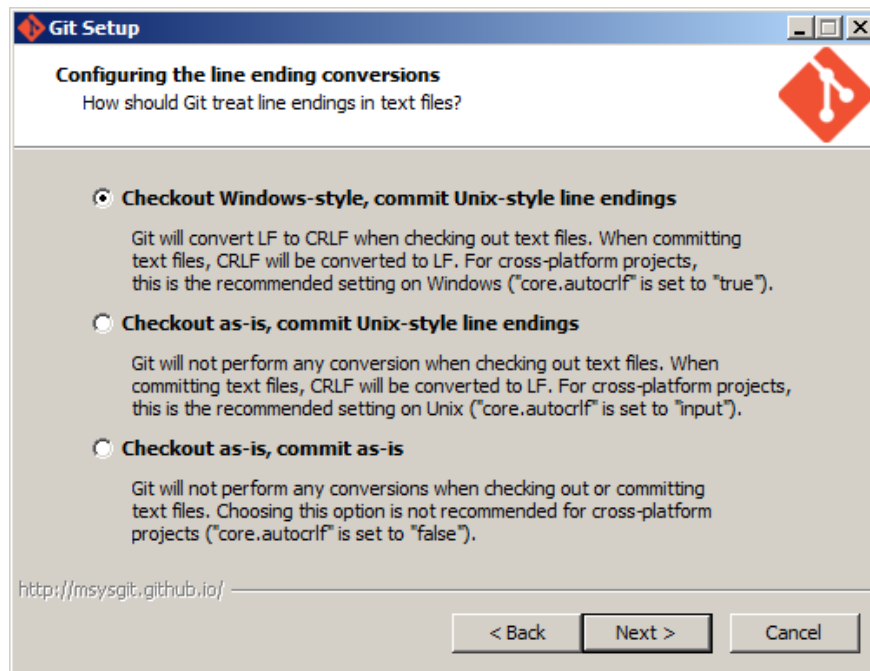 Git Setup
Configuring the line ending conversions
How should Git treat line endings in text files?
Checkout Windows-style, commit Unix-style line endings
Git will convert LF to CRLF when checking out text files. When committing
text files, CRLF will be converted to LF. For cross-platform projects,
this is the recommended setting on Windows ("core.autocrlf" is set to "true").
Checkout as-is, commit Unix-style line endings
Git will not perform any conversion when checking out text files. When
committing text files, CRLF will be converted to LF. For cross-platform projects,
this is the recommended setting on Unix ("core.autocrlf" is set to "input").
Checkout as-is, commit as-is
Git will not perform any conversions when checking out or committing
text files. Choosing this option is not recommended for cross-platform
projects ("core.autocrlf" is set to "false").
http://msysgit.github.io/
< Back Next > Cancel